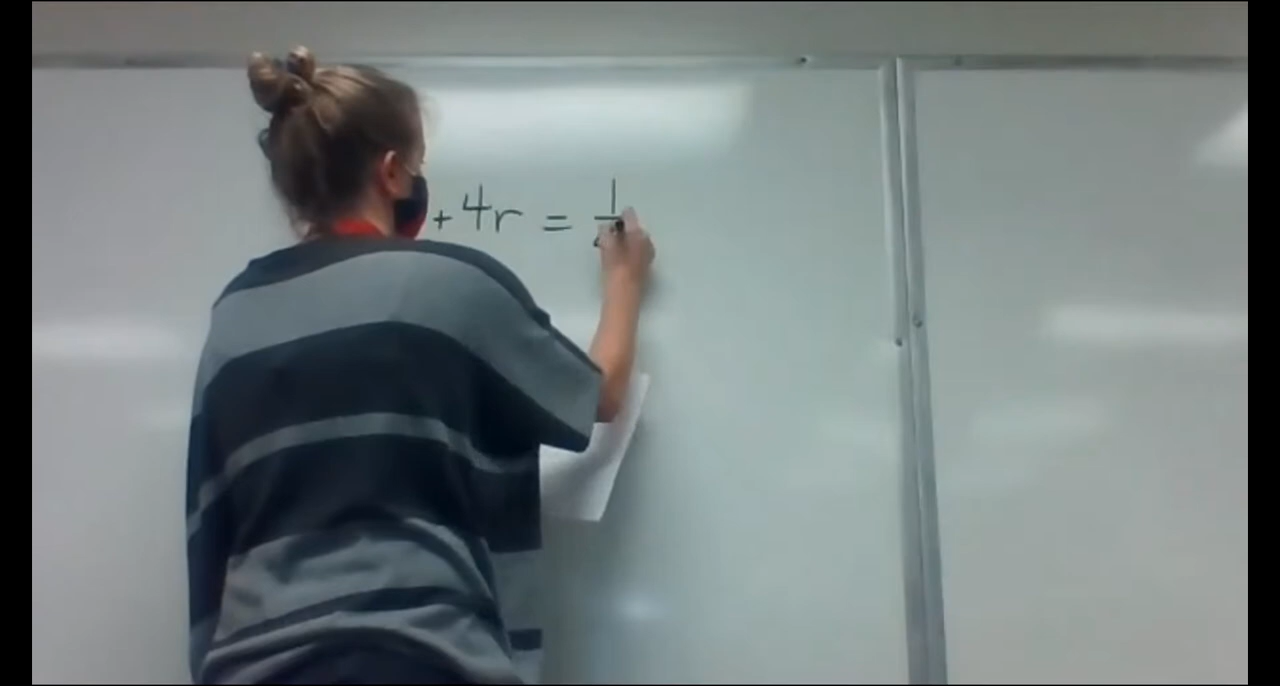 + 4r = 1